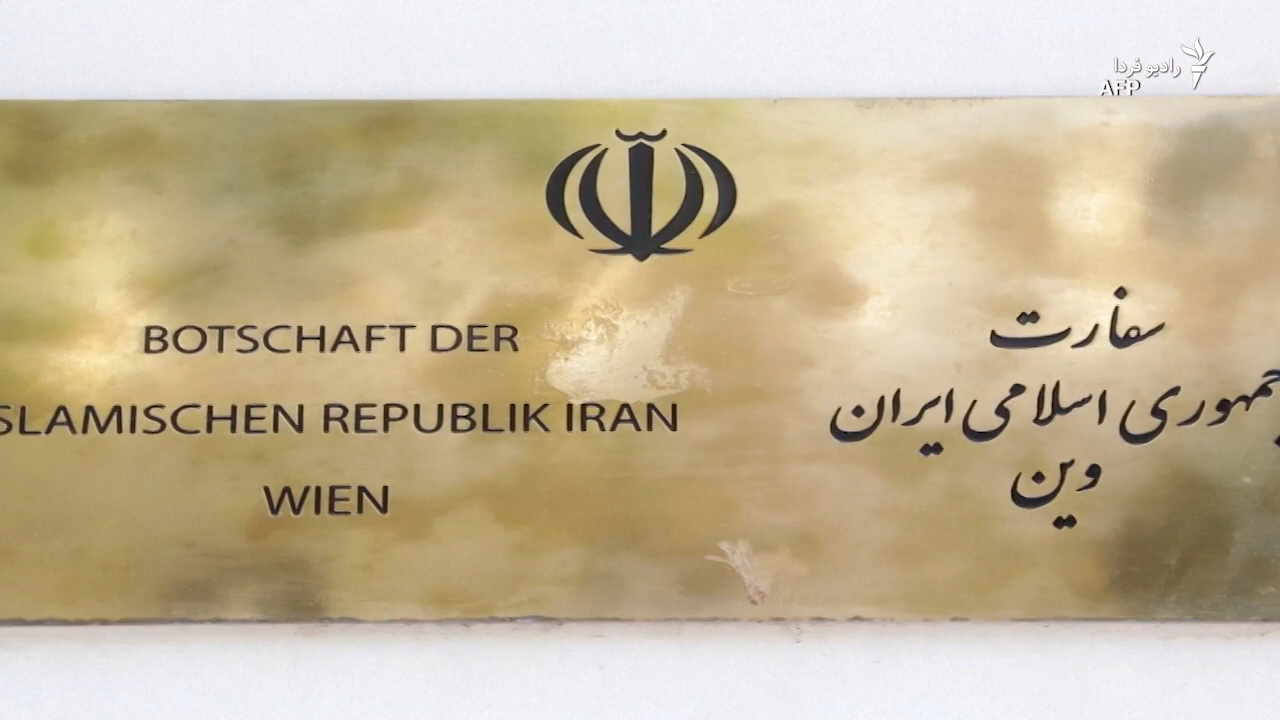 رادیو فردا
AFP
BOTSCHAFT DER
SLAMISCHEN REPUBLIK IRAN
WIEN
سفارت
جمهوری اسلامی ایران
وین